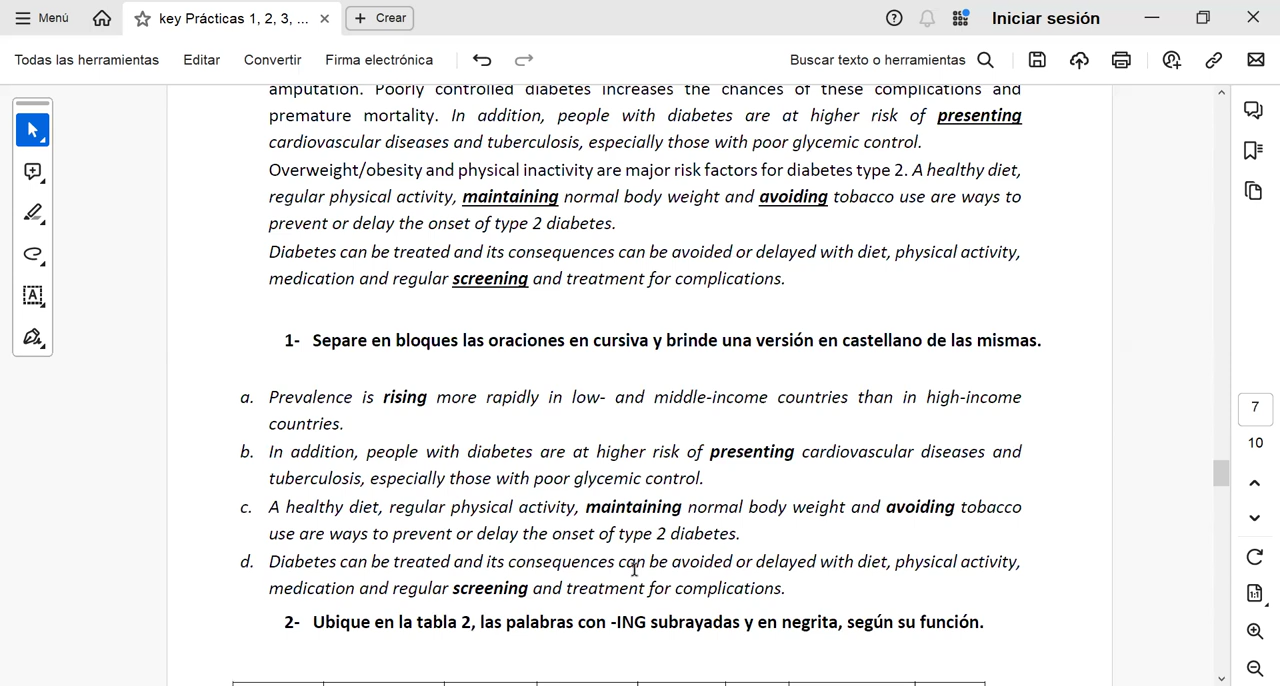 Menú
key Prácticas 1, 2, 3, ...
Crear
Iniciar sesión
Todas las herramientas
Editar
Convertir
Firma electrónica
Buscar texto o herramientas
amputation. Poorly controlled diabetes increases the chances of these complications and
premature mortality. In addition, people with diabetes are at higher risk of presenting
cardiovascular diseases and tuberculosis, especially those with poor glycemic control.
Overweight/obesity and physical inactivity are major risk factors for diabetes type 2. A healthy diet,
regular physical activity, maintaining normal body weight and avoiding tobacco use are ways to
prevent or delay the onset of type 2 diabetes.
Diabetes can be treated and its consequences can be avoided or delayed with diet, physical activity,
medication and regular screening and treatment for complications.
1- Separe en bloques las oraciones en cursiva y brinde una versión en castellano de las mismas.
a. Prevalence is rising more rapidly in low- and middle-income countries than in high-income
countries.
b. In addition, people with diabetes are at higher risk of presenting cardiovascular diseases and
tuberculosis, especially those with poor glycemic control.
c. A healthy diet, regular physical activity, maintaining normal body weight and avoiding tobacco
use are ways to prevent or delay the onset of type 2 diabetes.
d. Diabetes can be treated and its consequences can be avoided or delayed with diet, physical activity,
medication and regular screening and treatment for complications.
2- Ubique en la tabla 2, las palabras con -ING subrayadas y en negrita, según su función.
7
10
1:1